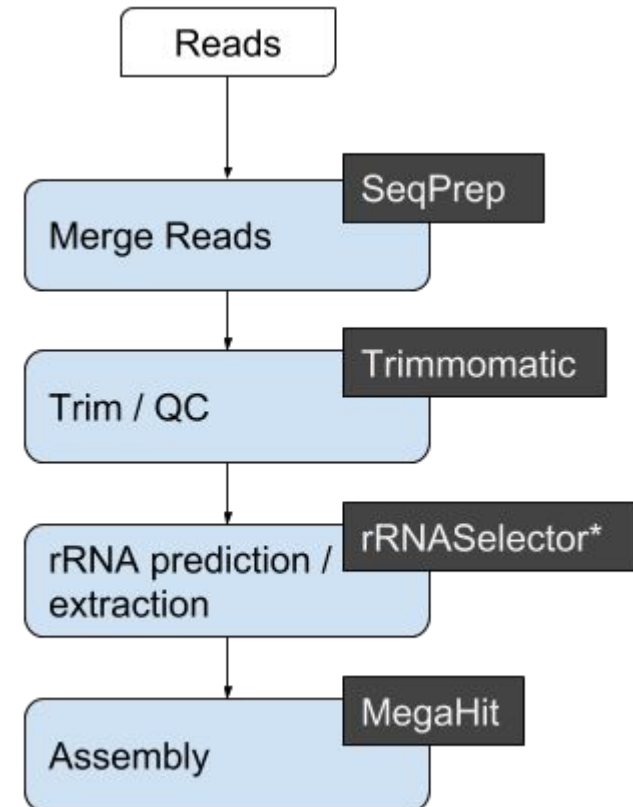 Reads
SeqPrep
Merge Reads
Trimmomatic
Trim / QC
rRNASelector*
rRNA prediction /
extraction
MegaHit
Assembly